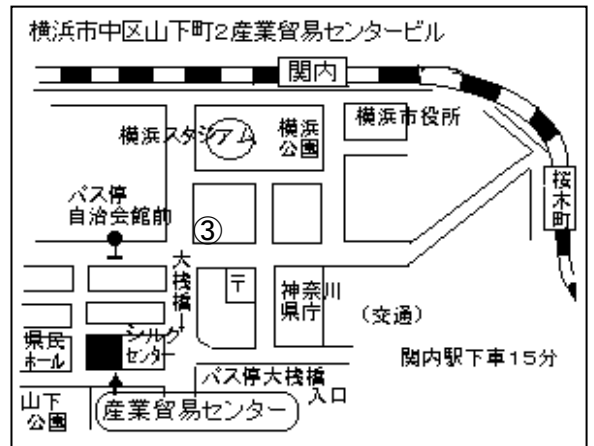 横浜市中区山下町2産業貿易センタービル
関内
横浜スタジアム
横浜
公園
横浜市役所
桜木町
バス停
自治会館前
③
大桟橋
〒
神奈川
県庁
(交通)
県民
ホール
シルク
センター
関内駅下車15分
バス停大桟橋
入口
山下
公園
産業貿易センター